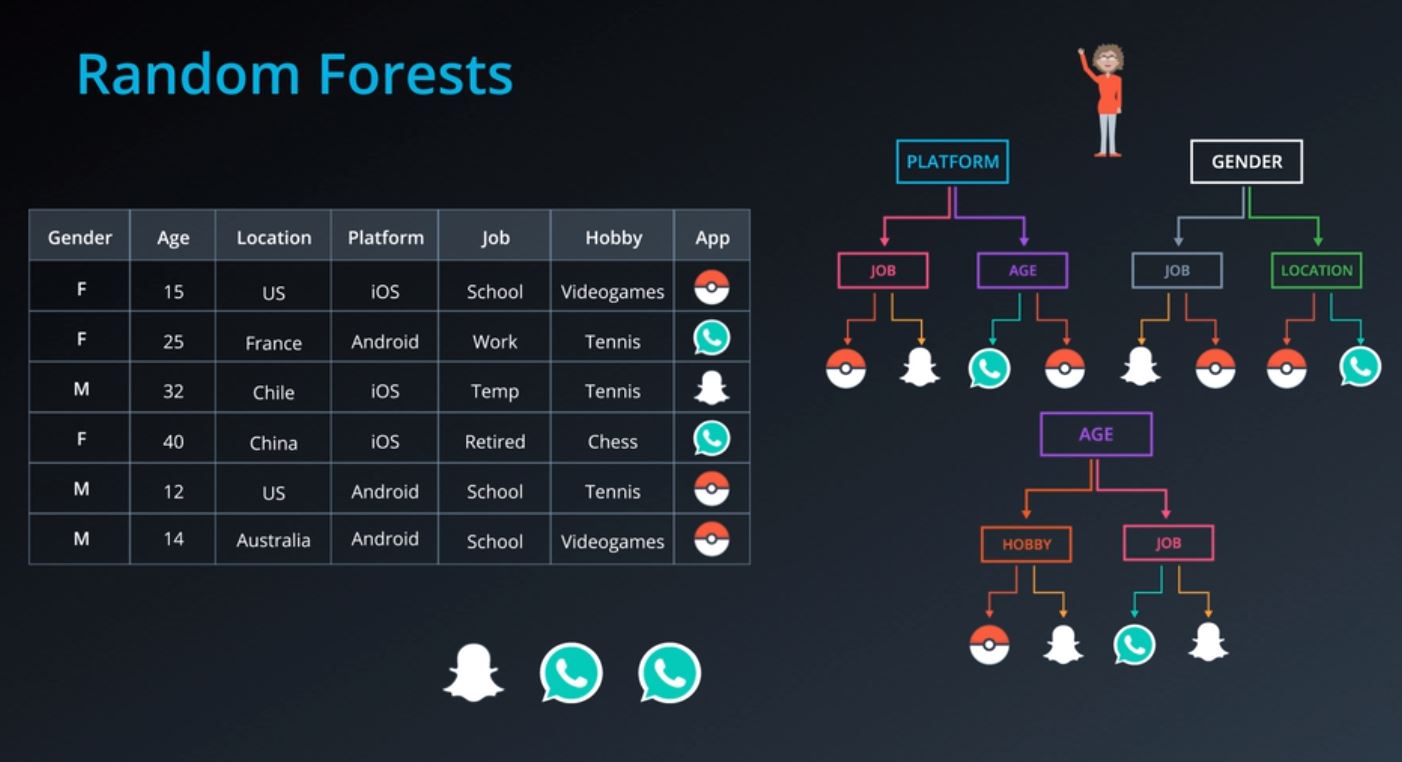 Random Forests
Gender Age Location Platform Job Hobby App
F 15 US iOS School Videogames
F 25 France Android Work Tennis
M 32 Chile iOS Temp Tennis
F 40 China iOS Retired Chess
M 12 US Android School Tennis
M 14 Australia Android School Videogames
PLATFORM
JOB AGE
GENDER
JOB LOCATION
AGE
HOBBY JOB